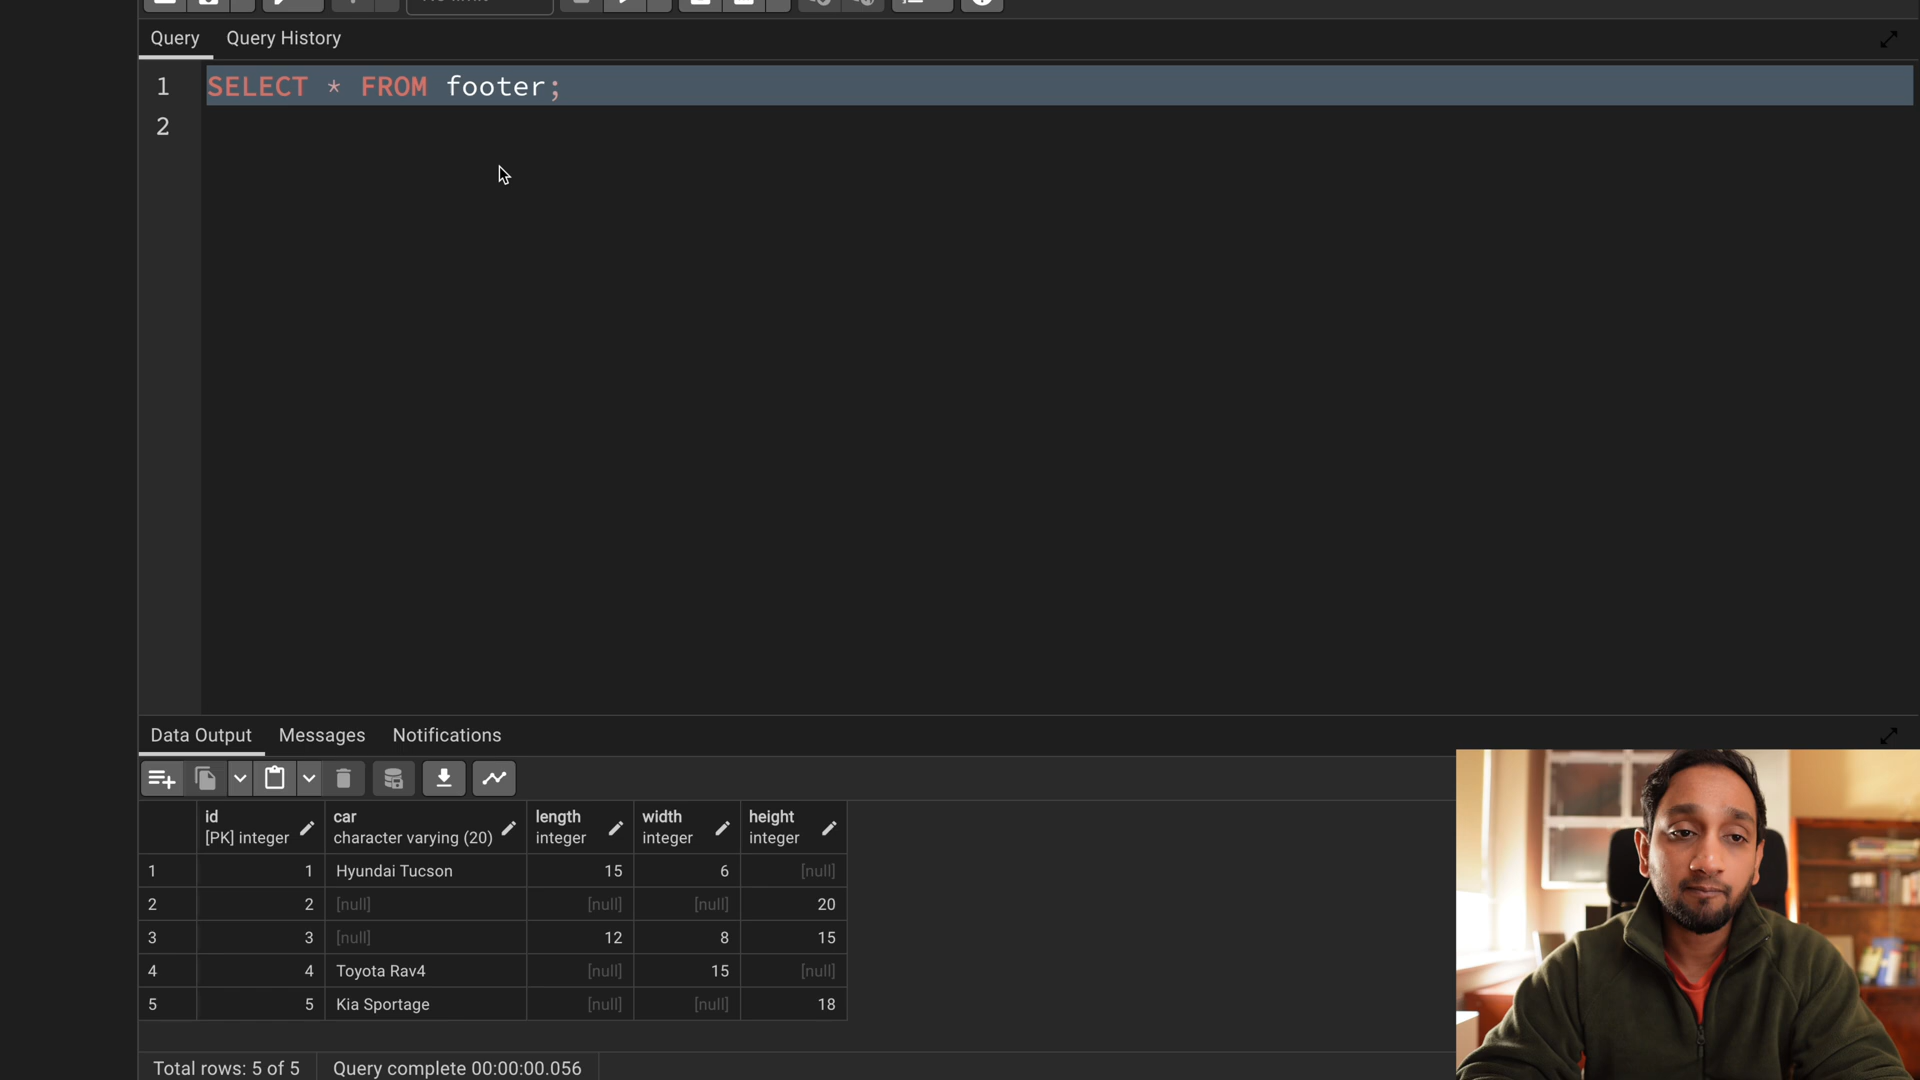 Query Query History
1 SELECT * FROM footer;
2
Data Output Messages Notifications
id car length width height
[PK] integer character varying (20) integer integer integer
1 1 Hyundai Tucson 15 6 [null]
2 2 [null] [null] [null] 20
3 3 [null] 12 8 15
4 4 Toyota Rav4 [null] 15 [null]
5 5 Kia Sportage [null] [null] 18
Total rows: 5 of 5 Query complete 00:00:00.056